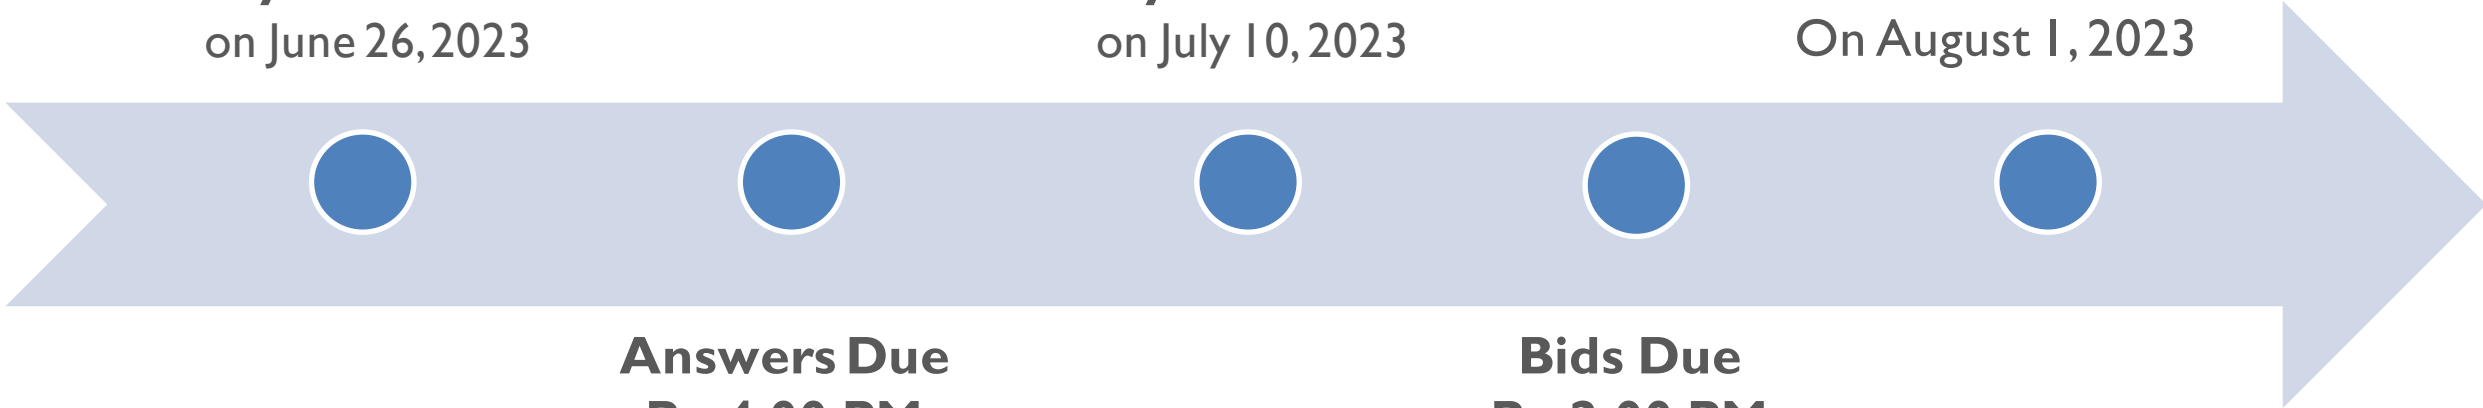 on June 26, 2023
on July 10, 2023
On August 1, 2023
Answers Due
Bids Due